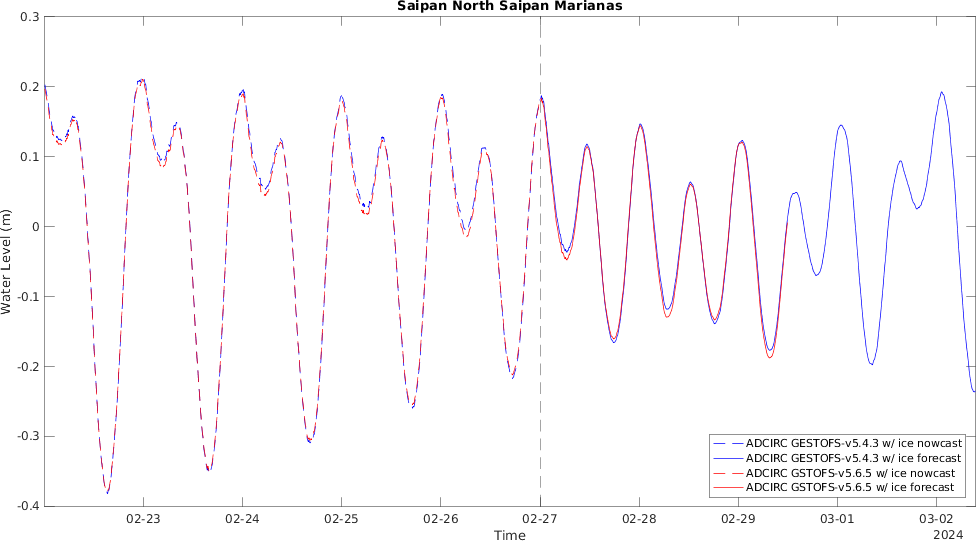 Saipan North Saipan Marianas
0.3
0.2
0.1
0
-0.1
-0.2
-0.3
-0.4
Water Level (m)
02-23 02-24 02-25 02-26 02-27 02-28 02-29 03-01 03-02
Time
2024
ADCIRC GESTOFS-v5.4.3 w/ ice nowcast
ADCIRC GESTOFS-v5.4.3 w/ ice forecast
ADCIRC GSTOFS-v5.6.5 w/ ice nowcast
ADCIRC GSTOFS-v5.6.5 w/ ice forecast